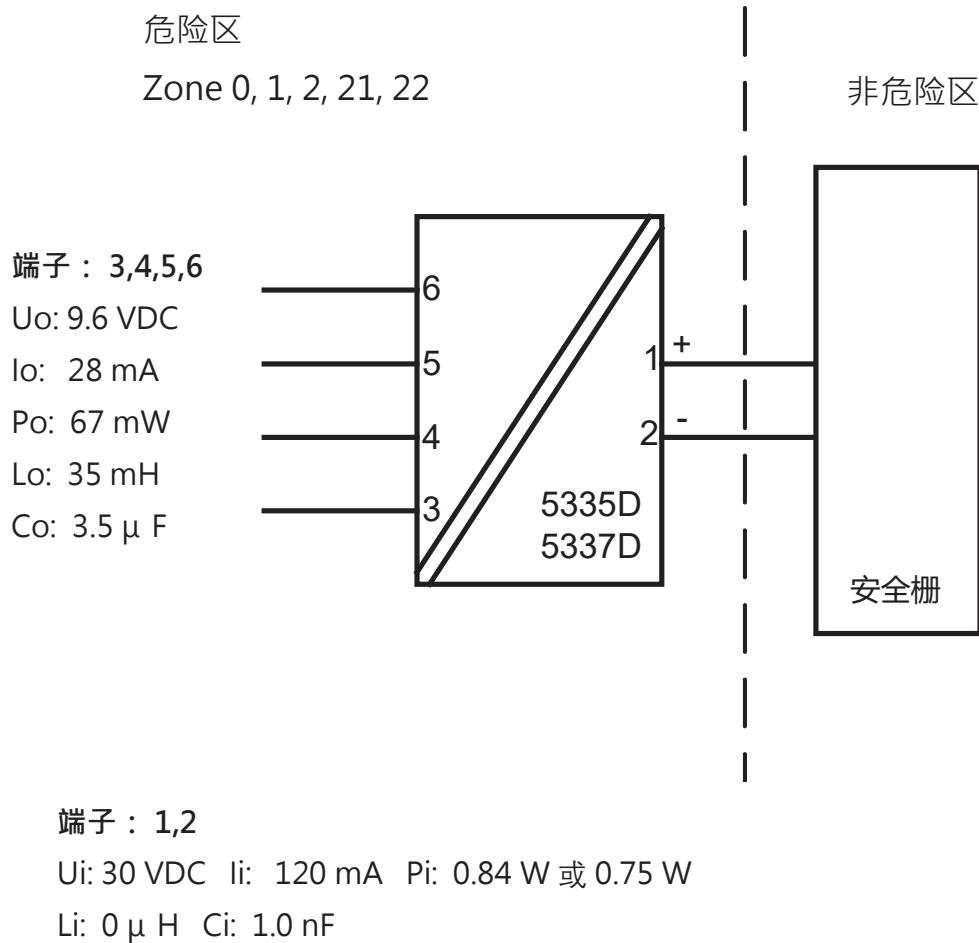 危险区
Zone 0, 1, 2, 21, 22
非危险区
端子： 3,4,5,6
Uo: 9.6 VDC
Io: 28 mA
Po: 67 mW
Lo: 35 mH
Co: 3.5 μ F
6
5
4
3
1 +
2 -
5335D
5337D
安全栅
端子： 1,2
Ui: 30 VDC Ii: 120 mA Pi: 0.84 W 或 0.75 W
Li: 0 μ H Ci: 1.0 nF